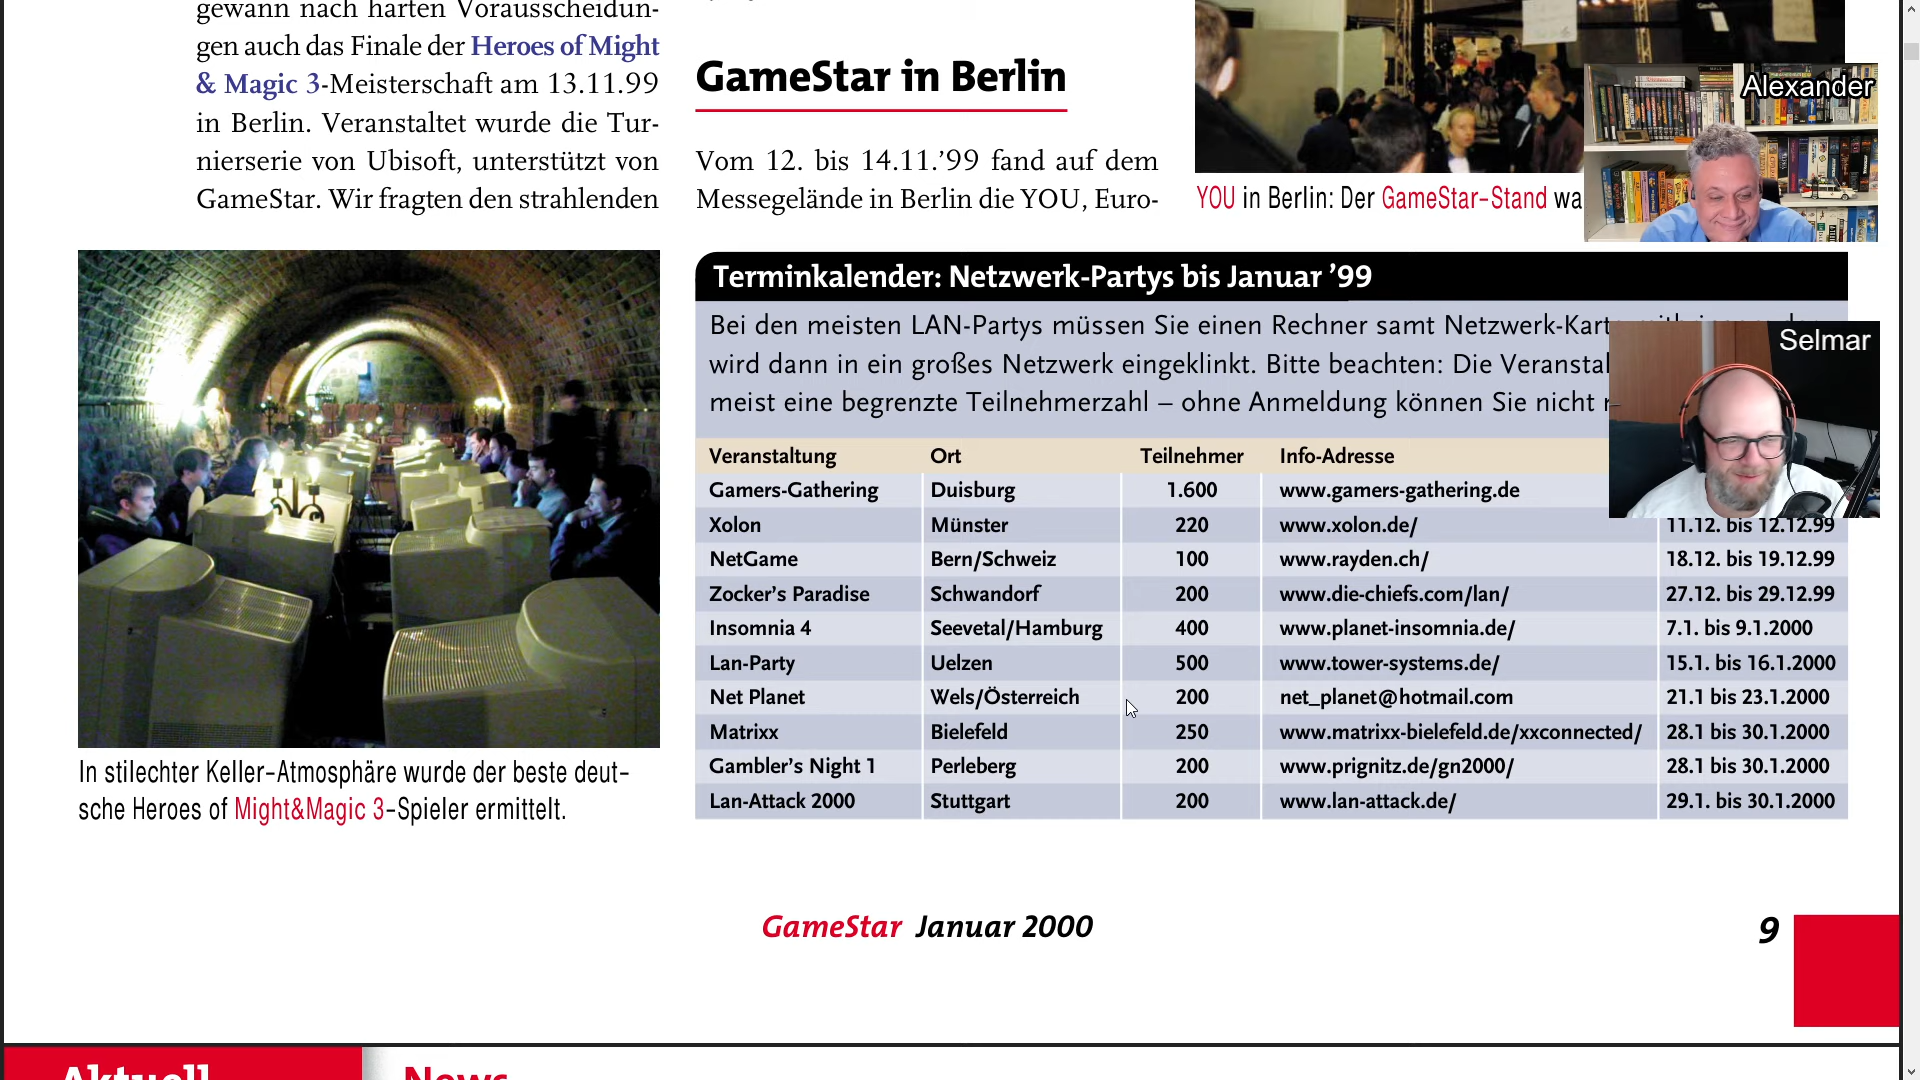 gewann nach harten Vorausscheidun-
gen auch das Finale der Heroes of Might
& Magic 3-Meisterschaft am 13.11.99
in Berlin. Veranstaltet wurde die Tur-
nierserie von Ubisoft, unterstützt von
GameStar. Wir fragten den strahlenden
GameStar in Berlin
Vom 12. bis 14.11.’99 fand auf dem
Messegelände in Berlin die YOU, Euro-
YOU in Berlin: Der GameStar-Stand wa
Alexander
Selmar
In stilechter Keller-Atmosphäre wurde der beste deut-
sche Heroes of Might&Magic 3-Spieler ermittelt.
Terminkalender: Netzwerk-Partys bis Januar ’99
Bei den meisten LAN-Partys müssen Sie einen Rechner samt Netzwerk-Kart
wird dann in ein großes Netzwerk eingeklinkt. Bitte beachten: Die Veranstal
meist eine begrenzte Teilnehmerzahl – ohne Anmeldung können Sie nicht
Veranstaltung Ort Teilnehmer Info-Adresse
Gamers-Gathering Duisburg 1.600 www.gamers-gathering.de
Xolon Münster 220 www.xolon.de/ 11.12. bis 12.12.99
NetGame Bern/Schweiz 100 www.rayden.ch/ 18.12. bis 19.12.99
Zocker’s Paradise Schwandorf 200 www.die-chiefs.com/lan/ 27.12. bis 29.12.99
Insomnia 4 Seevetal/Hamburg 400 www.planet-insomnia.de/ 7.1. bis 9.1.2000
Lan-Party Uelzen 500 www.tower-systems.de/ 15.1. bis 16.1.2000
Net Planet Wels/Österreich 200 net_planet@hotmail.com 21.1 bis 23.1.2000
Matrixx Bielefeld 250 www.matrixx-bielefeld.de/xxconnected/ 28.1 bis 30.1.2000
Gambler’s Night 1 Perleberg 200 www.prignitz.de/gn2000/ 28.1 bis 30.1.2000
Lan-Attack 2000 Stuttgart 200 www.lan-attack.de/ 29.1. bis 30.1.2000
GameStar Januar 2000
9
Aktuell
News